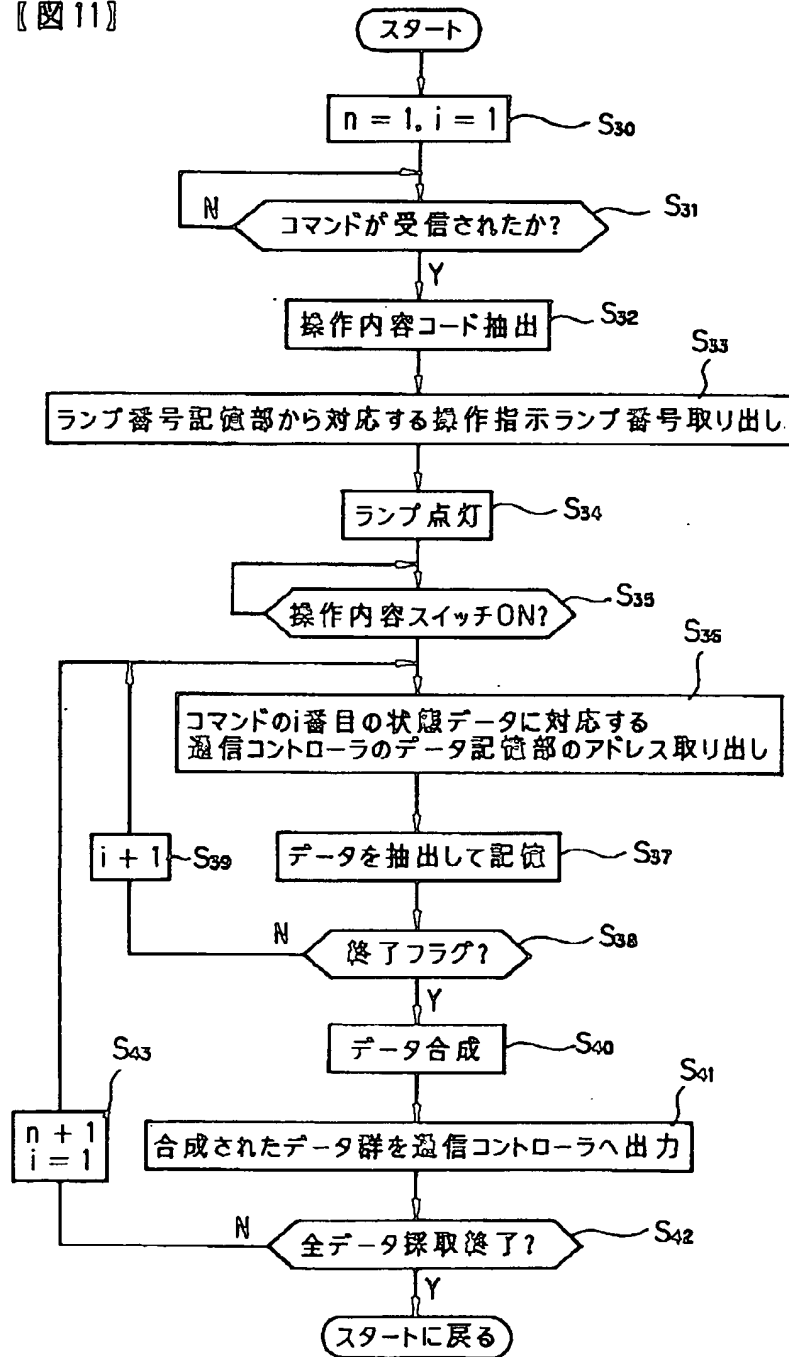 〖図11〗
スタート
n = 1, i = 1
S30
N
コマンドが受信されたか?
S31
Y
操作内容コード抽出
S32
S33
ランプ番号記憶部から対応する操作指示ランプ番号取り出し
ランプ点灯
S34
操作内容スイッチON?
S35
S36
コマンドのi番目の状態データに対応する
通信コントローラのデータ記憶部のアドレス取り出し
i + 1
S39
データを抽出して記憶
S37
N
終了フラグ?
S38
Y
データ合成
S40
S43
S41
n + 1
i = 1
合成されたデータ群を通信コントローラへ出力
N
全データ採取終了?
S42
Y
スタートに戻る